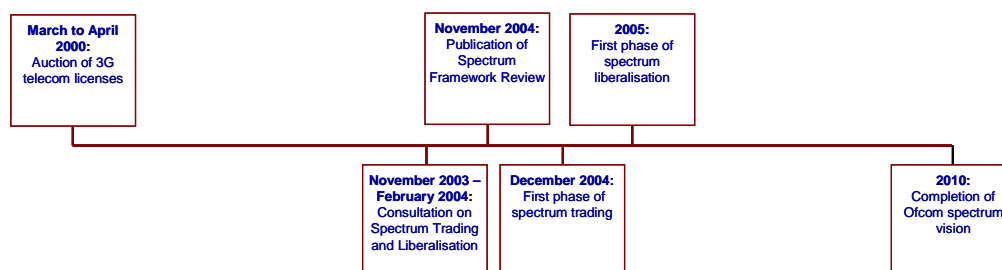 March to April
2000:
Auction of 3G
telecom licenses
November 2004:
Publication of
Spectrum
Framework Review
2005:
First phase of
spectrum
liberalisation
November 2003 –
February 2004:
Consultation on
Spectrum Trading
and Liberalisation
December 2004:
First phase of
spectrum trading
2010:
Completion of
Ofcom spectrum
vision